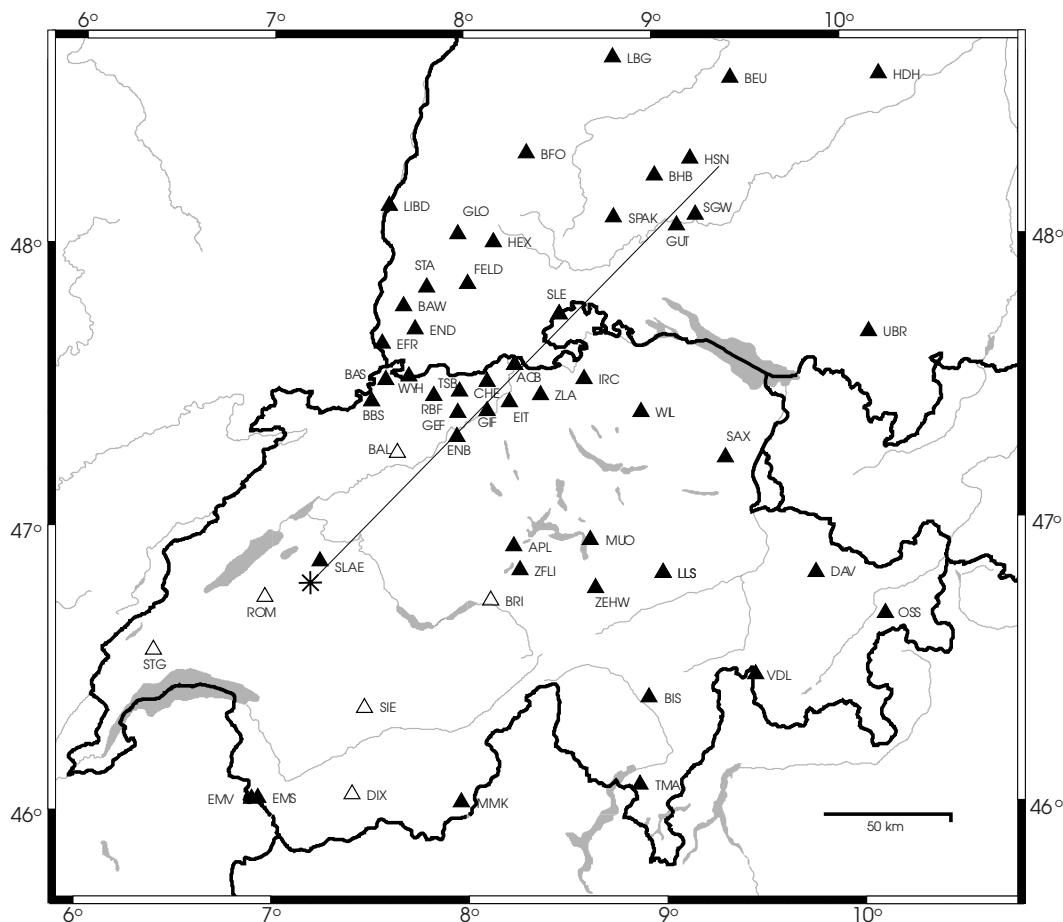 6° 7° 8° 9° 10°
LBG
BEU
HDH
BFO
HSN
BHB
LIBD
GLO
SPAK
SGW
48° HEX GUT 48°
STA FELD
BAW
SLE
END
UBR
EFR
BAS
WYH TSB CHE ACB IRC
RBF ZLA
BBS GEF GIF EIT WIL
BAL ENB SAX
47° 47°
APL MUO
SLAE ZFLI LLS DAV
ROM BRI ZEHW
OSS
STG
VDL
SIE BIS
EMV EMS DIX MMK TMA
46° 46°
50 km
6° 7° 8° 9° 10°